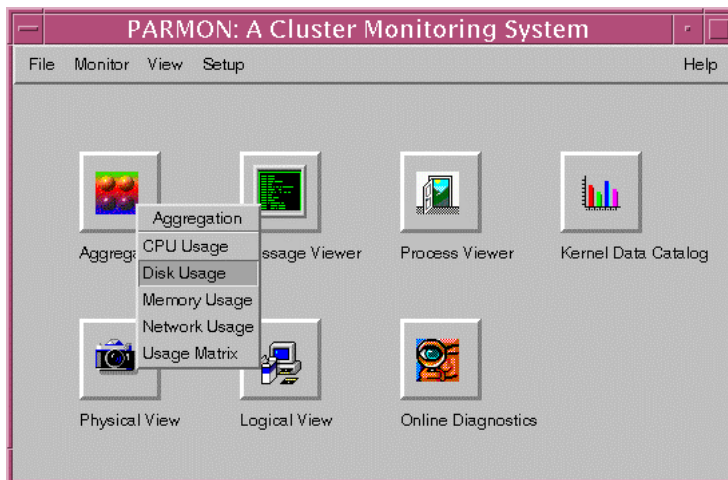 PARMON: A Cluster Monitoring System
File Monitor View Setup Help
Aggrega
ssage Viewer
Process Viewer
Kernel Data Catalog
Aggregation
CPU Usage
Disk Usage
Memory Usage
Network Usage
Usage Matrix
Physical View
Logical View
Online Diagnostics